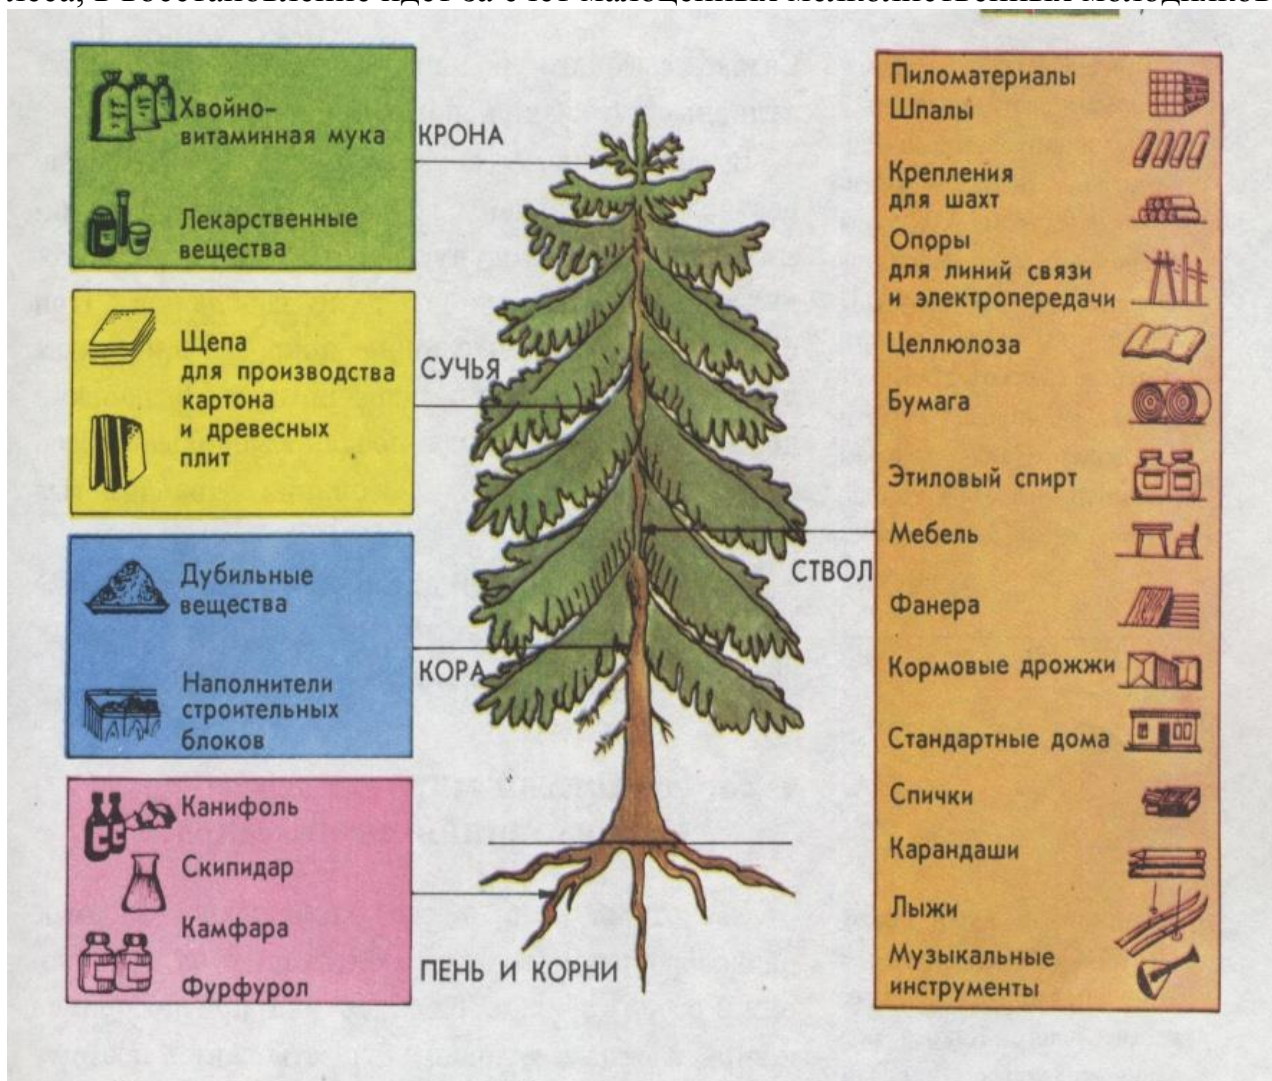 Хвойно-
витаминная мука
Лекарственные
вещества
КРОНА
Щепа
для производства
картона
и древесных
плит
СУЧЬЯ
Дубильные
вещества
Наполнители
строительных
блоков
КОРА
Канифоль
Скипидар
Камфара
Фурфурол
ПЕНЬ И КОРНИ
СТВОЛ
Пиломатериалы
Шпалы
Крепления
для шахт
Опоры
для линий связи
и электропередачи
Целлюлоза
Бумага
Этиловый спирт
Мебель
Фанера
Кормовые дрожжи
Стандартные дома
Спички
Карандаши
Лыжи
Музыкальные
инструменты